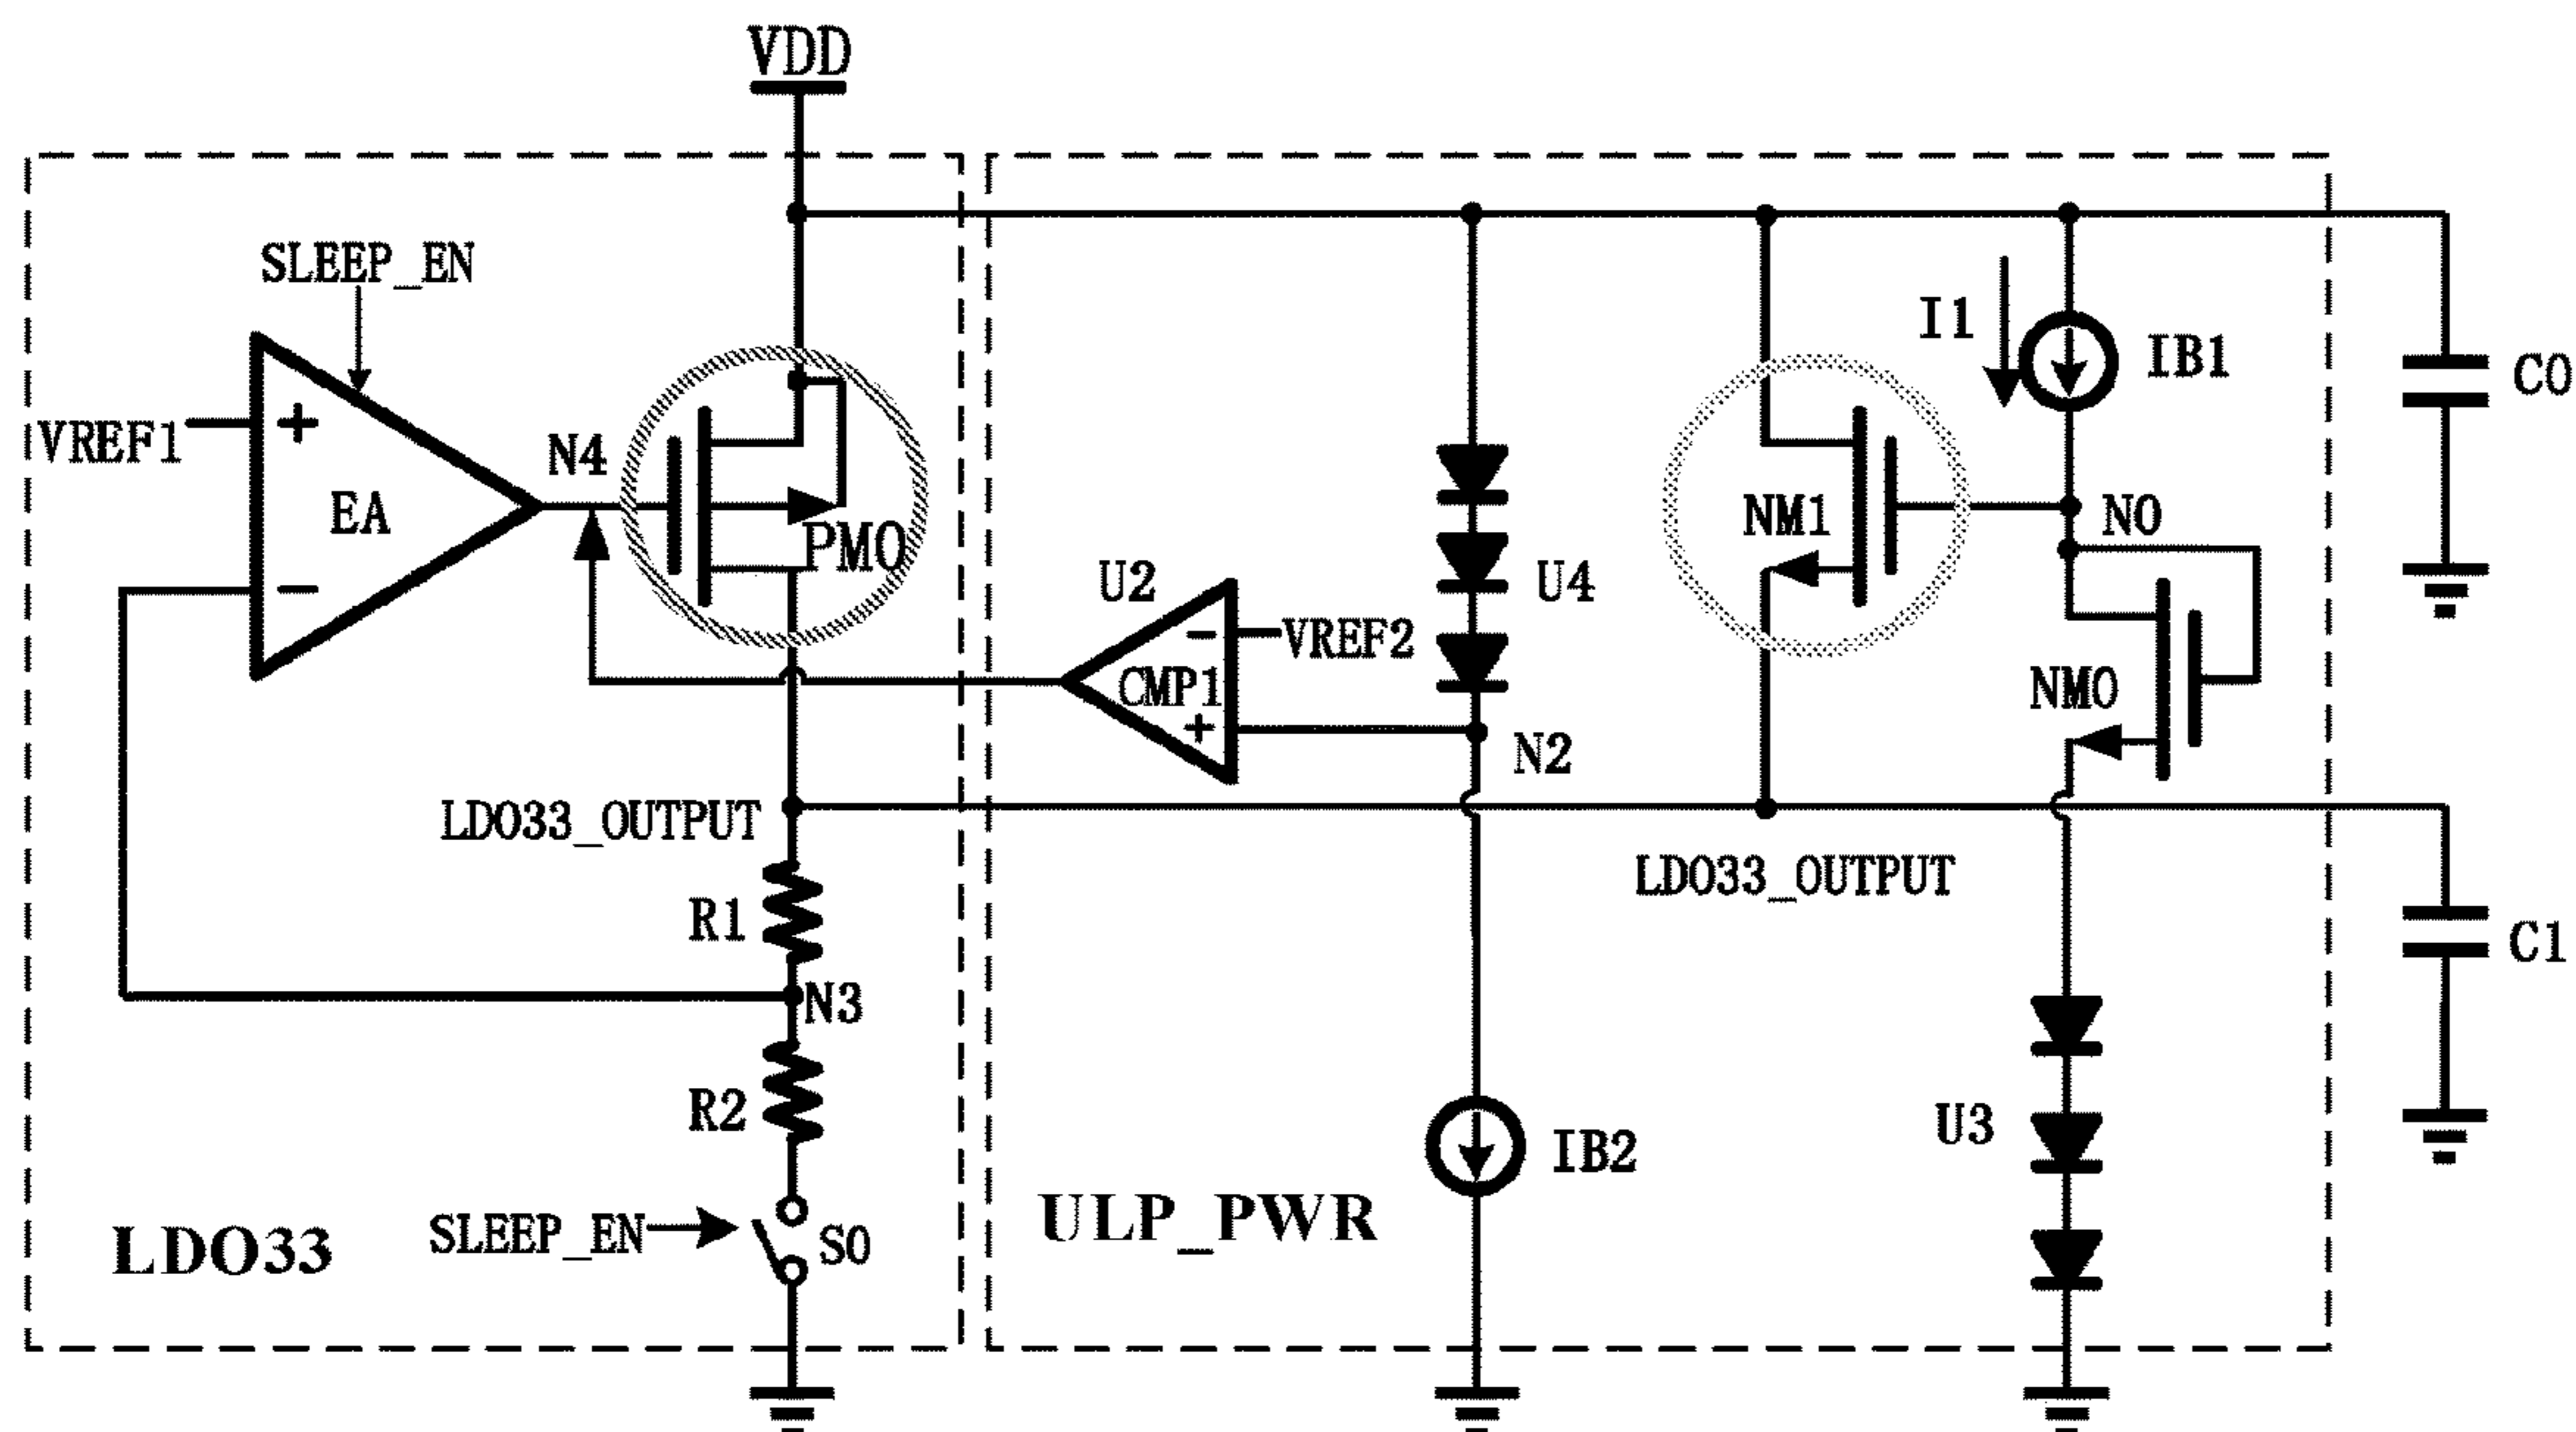 VDD
SLEEP_EN
I1
IB1
C0
VREF1
+
N4
EA
PM0
NM1
N0
U2
U4
-
VREF2
CMP1
+
NM0
N2
-
LDO33_OUTPUT
LDO33_OUTPUT
R1
C1
N3
R2
U3
IB2
SLEEP_EN
S0
LDO33
ULP_PWR